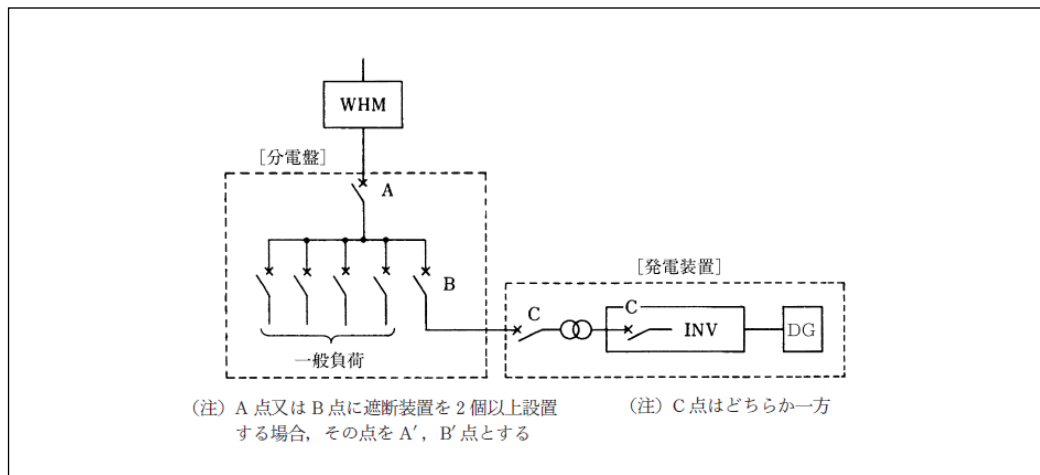 WHM
[分電盤]
A
B
一般負荷
[発電装置]
C
C
INV
DG
(注) A 点又は B 点に遮断装置を 2 個以上設置
する場合，その点を A′，B′点とする
(注) C 点はどちらか一方